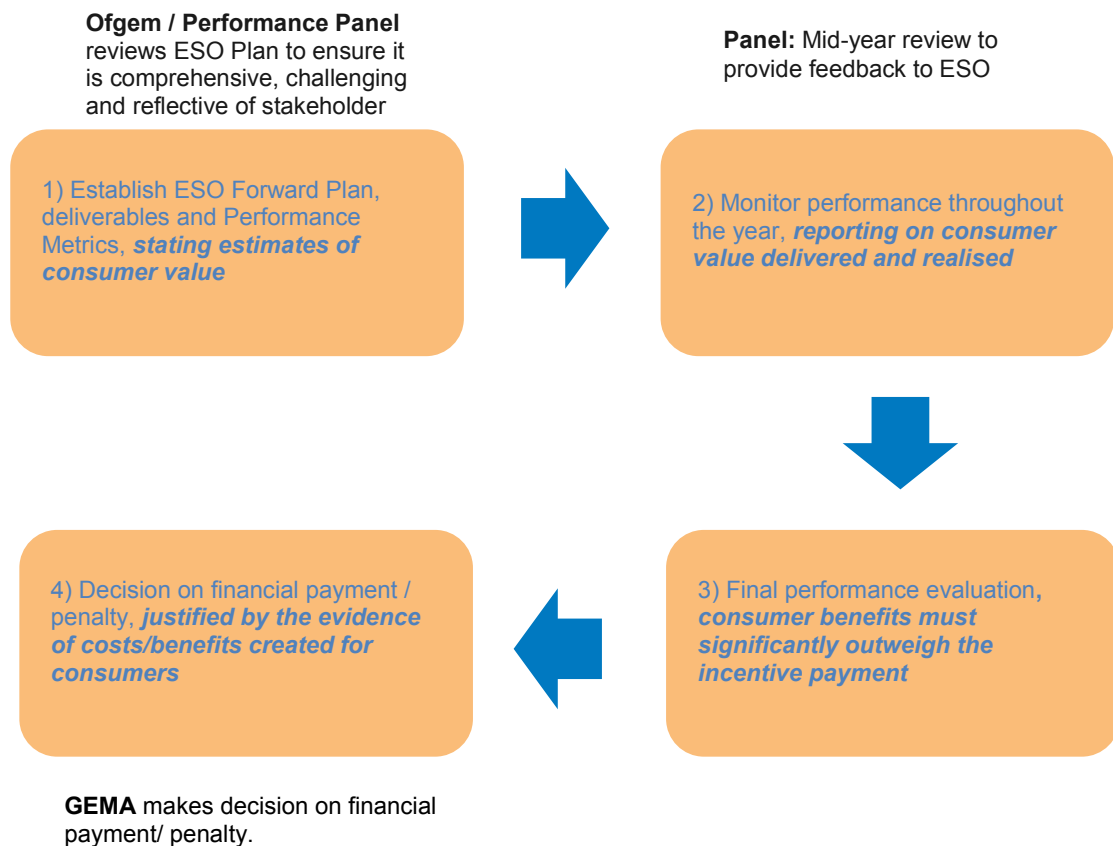 Ofgem / Performance Panel
reviews ESO Plan to ensure it
is comprehensive, challenging
and reflective of stakeholder
Panel: Mid-year review to
provide feedback to ESO
1) Establish ESO Forward Plan,
deliverables and Performance
Metrics, stating estimates of
consumer value
2) Monitor performance throughout
the year, reporting on consumer
value delivered and realised
3) Final performance evaluation,
consumer benefits must
significantly outweigh the
incentive payment
4) Decision on financial payment /
penalty, justified by the evidence
of costs/benefits created for
consumers
GEMA makes decision on financial
payment/ penalty.